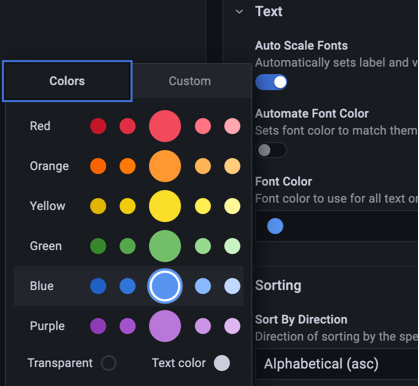 Text
Auto Scale Fonts
Automatically sets label and v
Colors
Custom
Automate Font Color
Sets font color to match them
Red
Orange
Yellow
Green
Blue
Purple
Transparent
Text color
Font Color
Font color to use for all text or
Sorting
Sort By Direction
Direction of sorting by the spe
Alphabetical (asc)